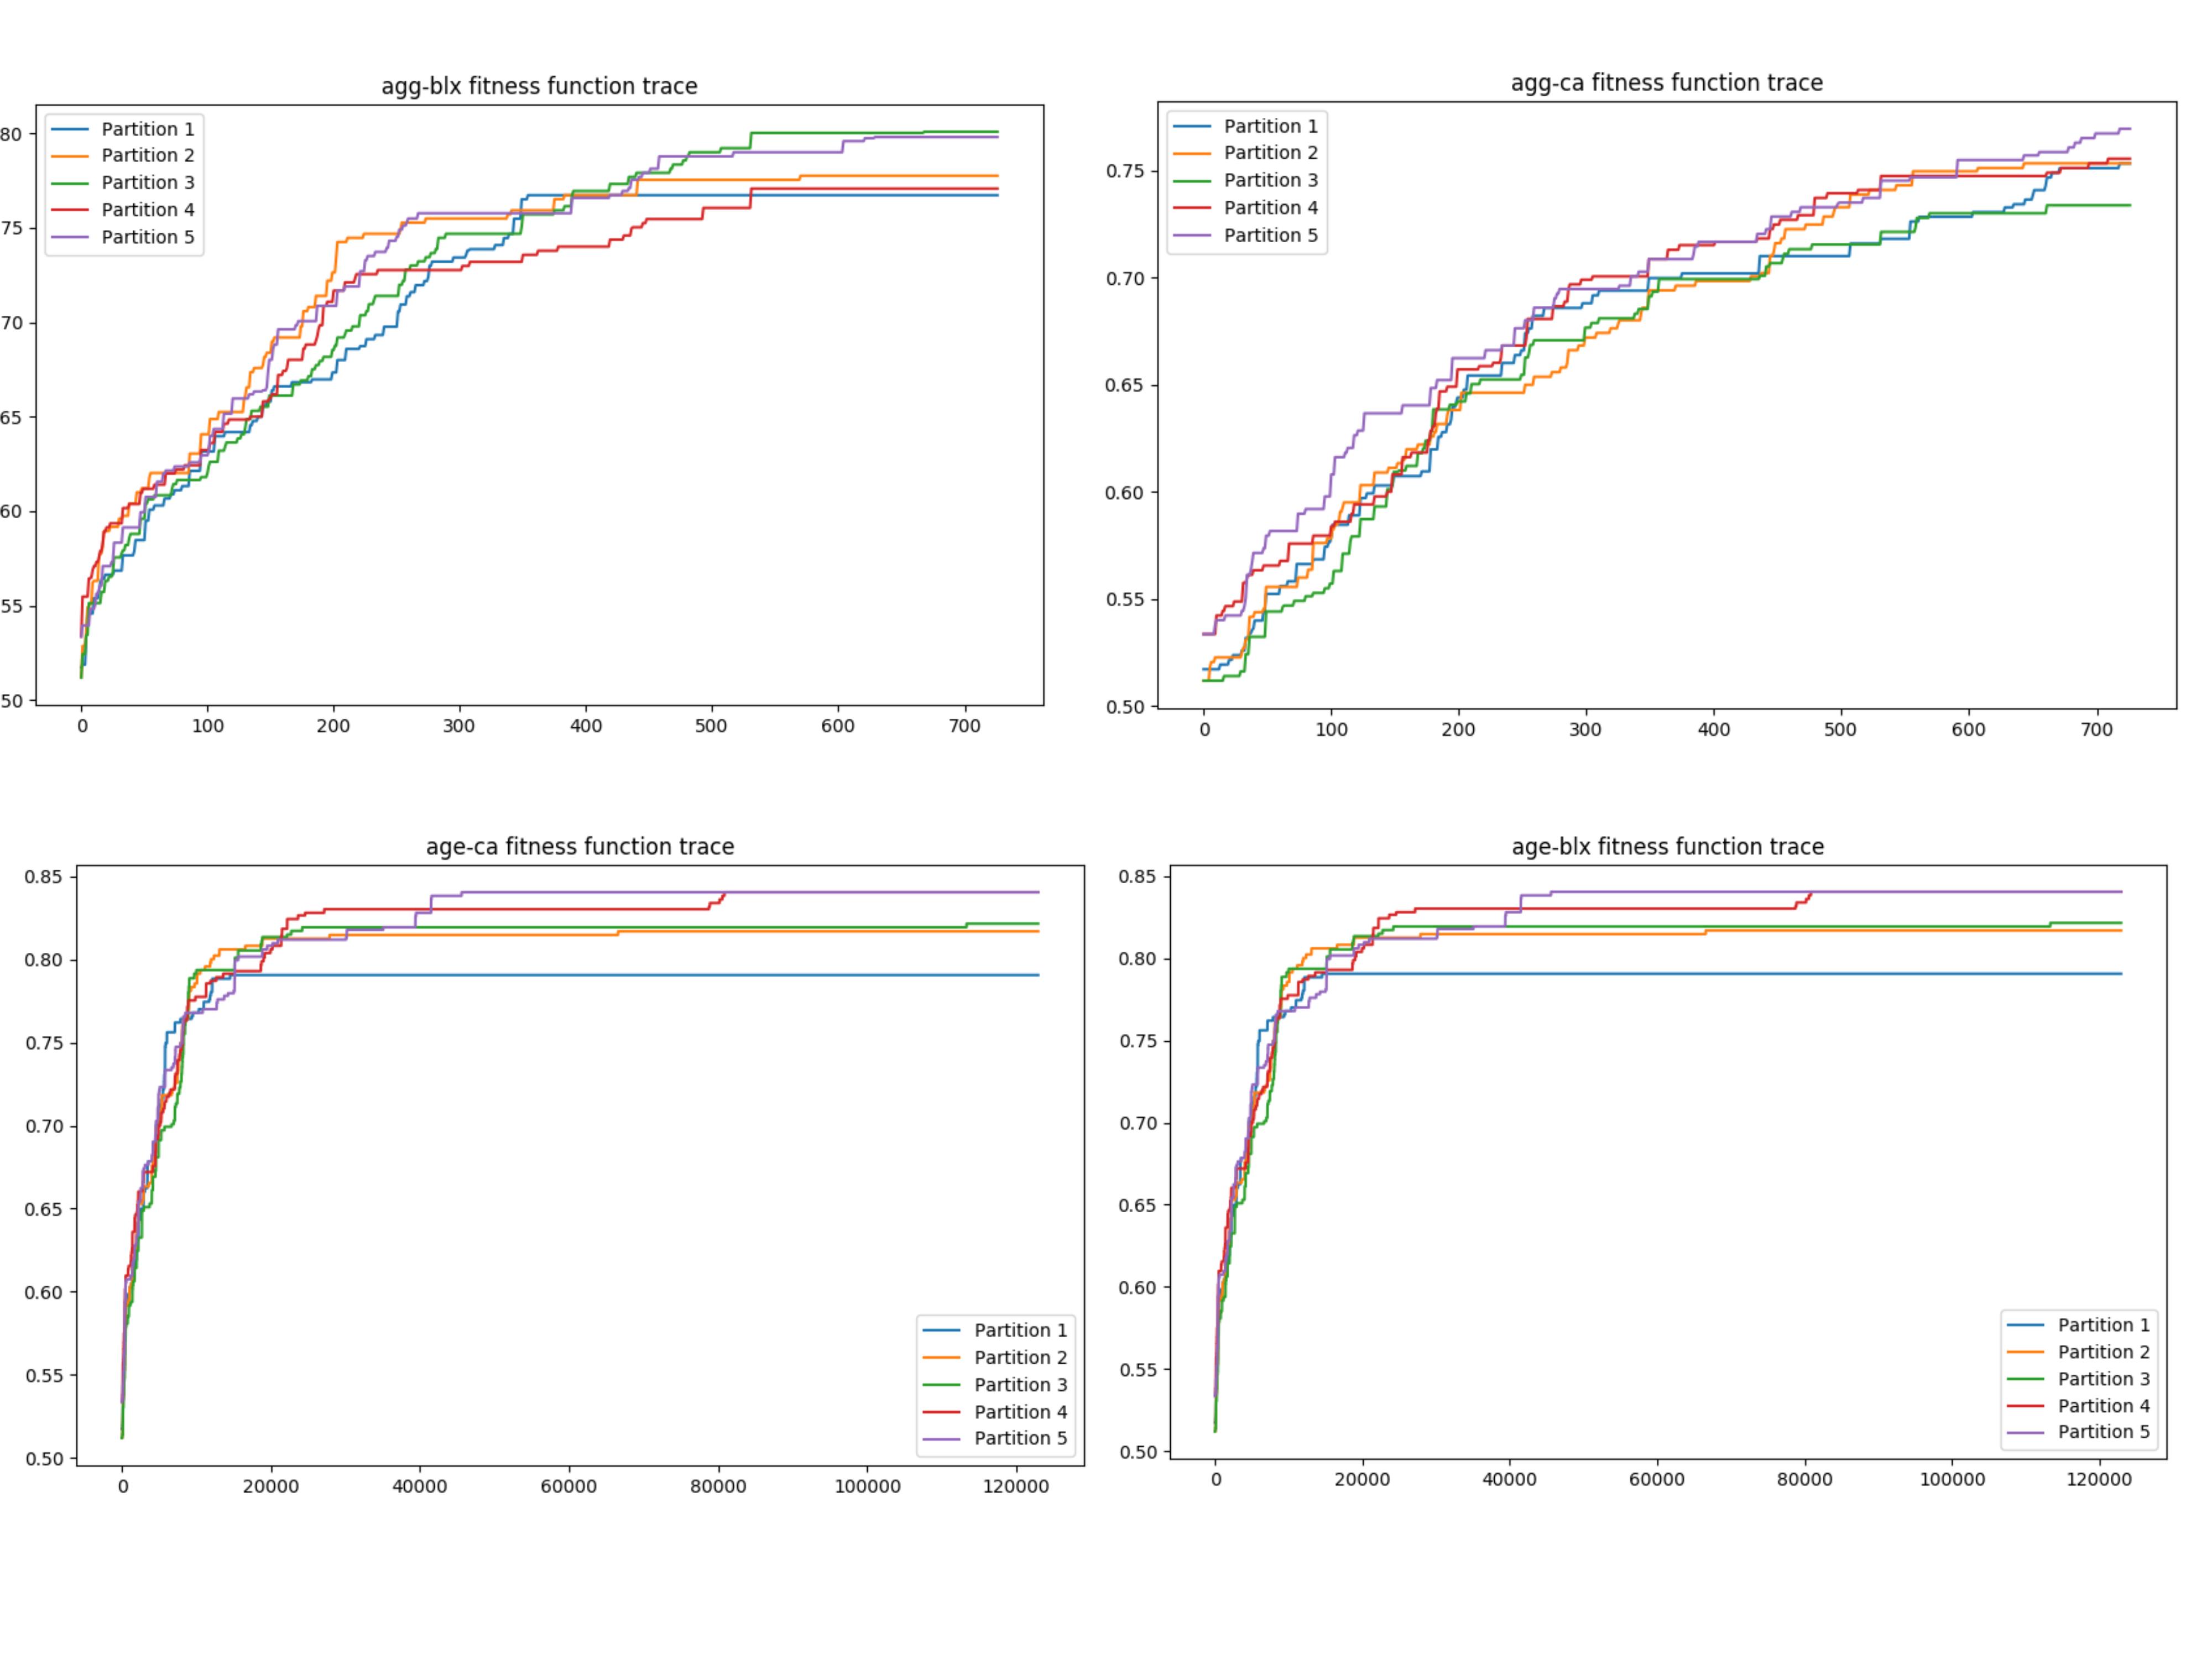 agg-blx fitness function trace
Partition 1
Partition 2
Partition 3
Partition 4
Partition 5
80
75
70
65
60
55
50
0 100 200 300 400 500 600 700
agg-ca fitness function trace
Partition 1
Partition 2
Partition 3
Partition 4
Partition 5
0.75
0.70
0.65
0.60
0.55
0.50
0 100 200 300 400 500 600 700
age-ca fitness function trace
0.85
0.80
0.75
0.70
0.65
0.60
0.55
0.50
Partition 1
Partition 2
Partition 3
Partition 4
Partition 5
0 20000 40000 60000 80000 100000 120000
age-blx fitness function trace
0.85
0.80
0.75
0.70
0.65
0.60
0.55
0.50
Partition 1
Partition 2
Partition 3
Partition 4
Partition 5
0 20000 40000 60000 80000 100000 120000